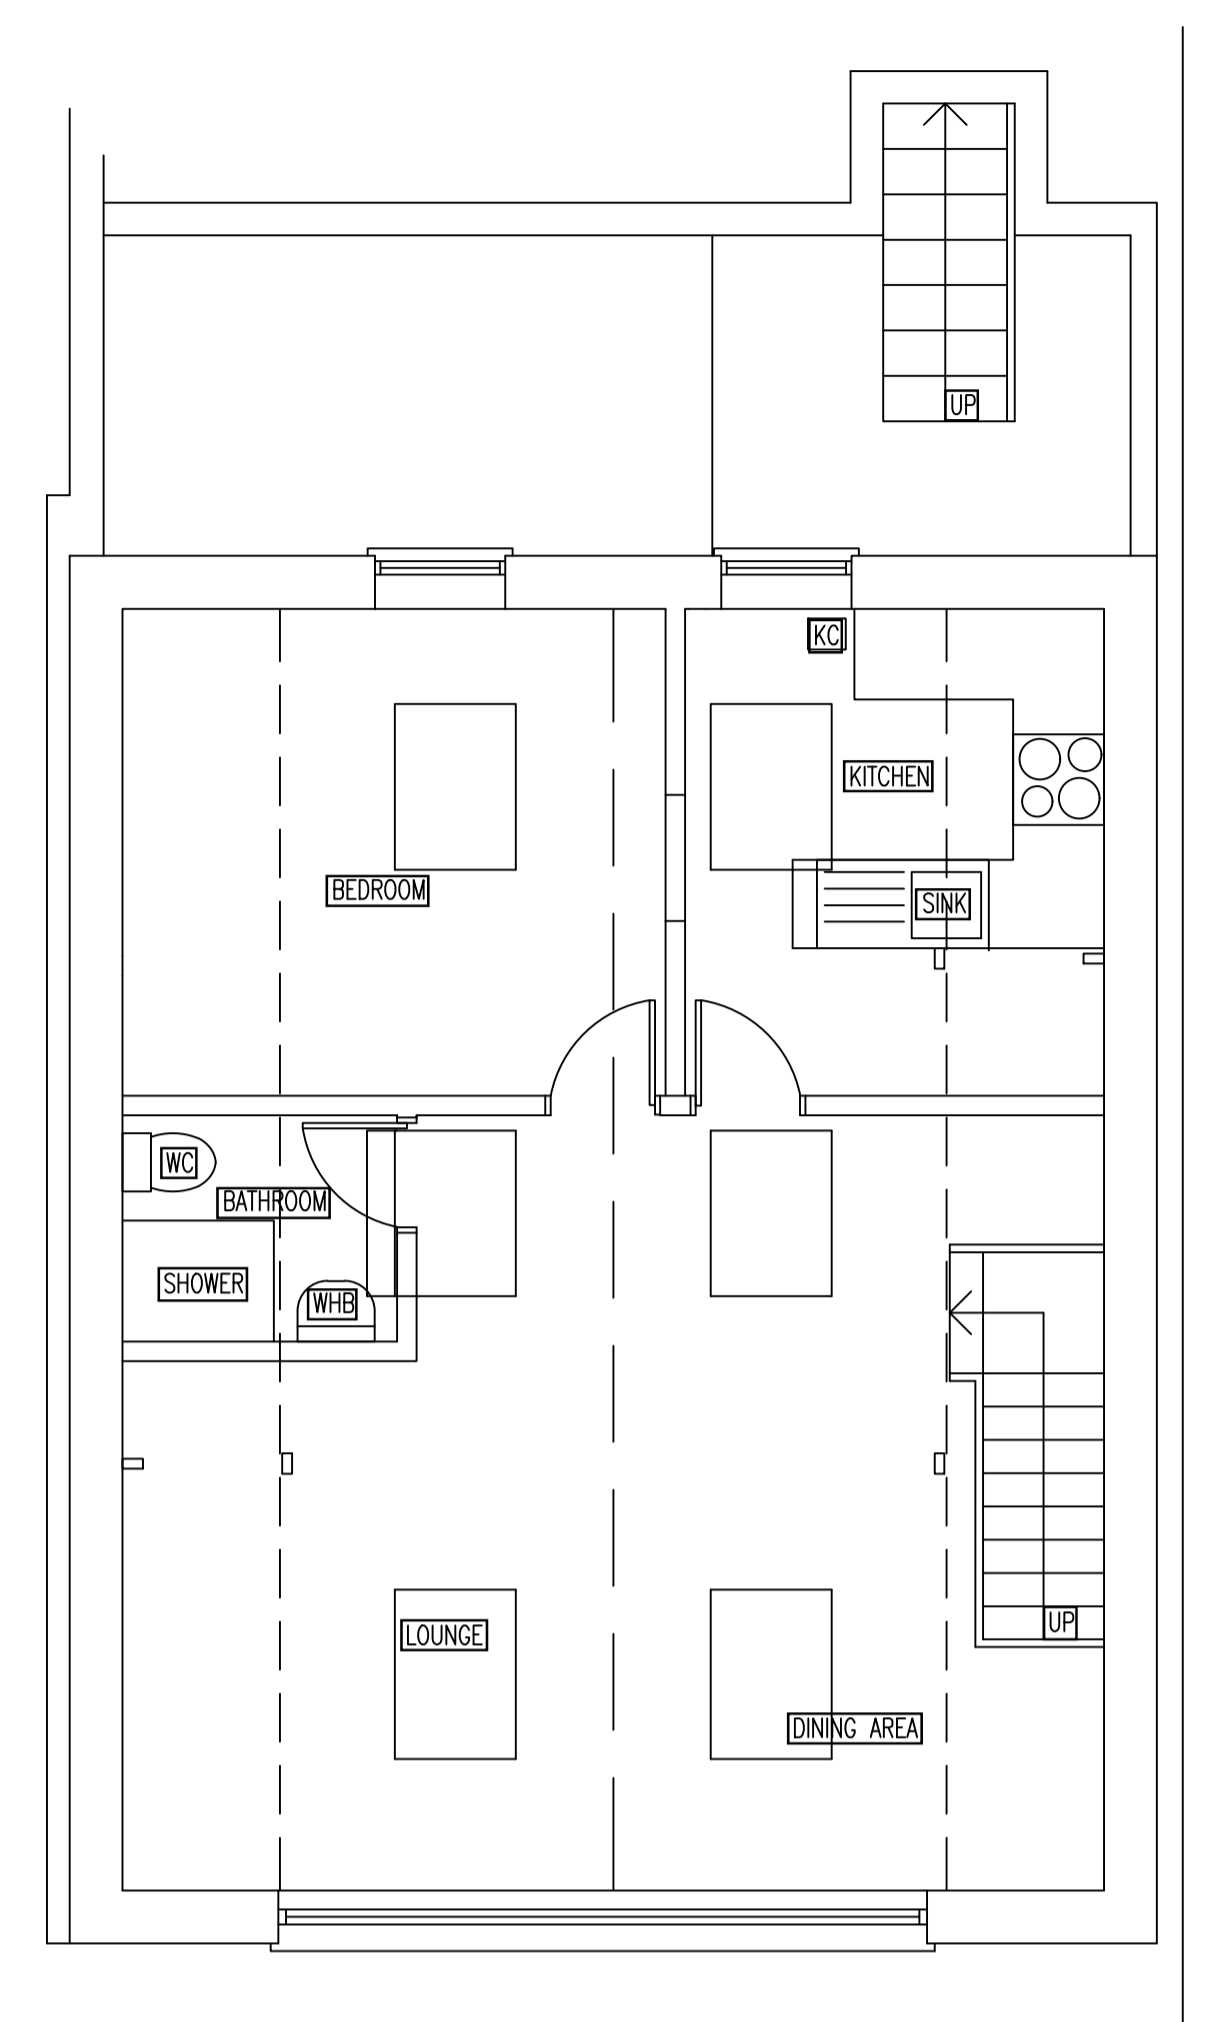 UP
KC
KITCHEN
BEDROOM
SINK
WC
BATHROOM
SHOWER
WHB
UP
LOUNGE
DINING AREA